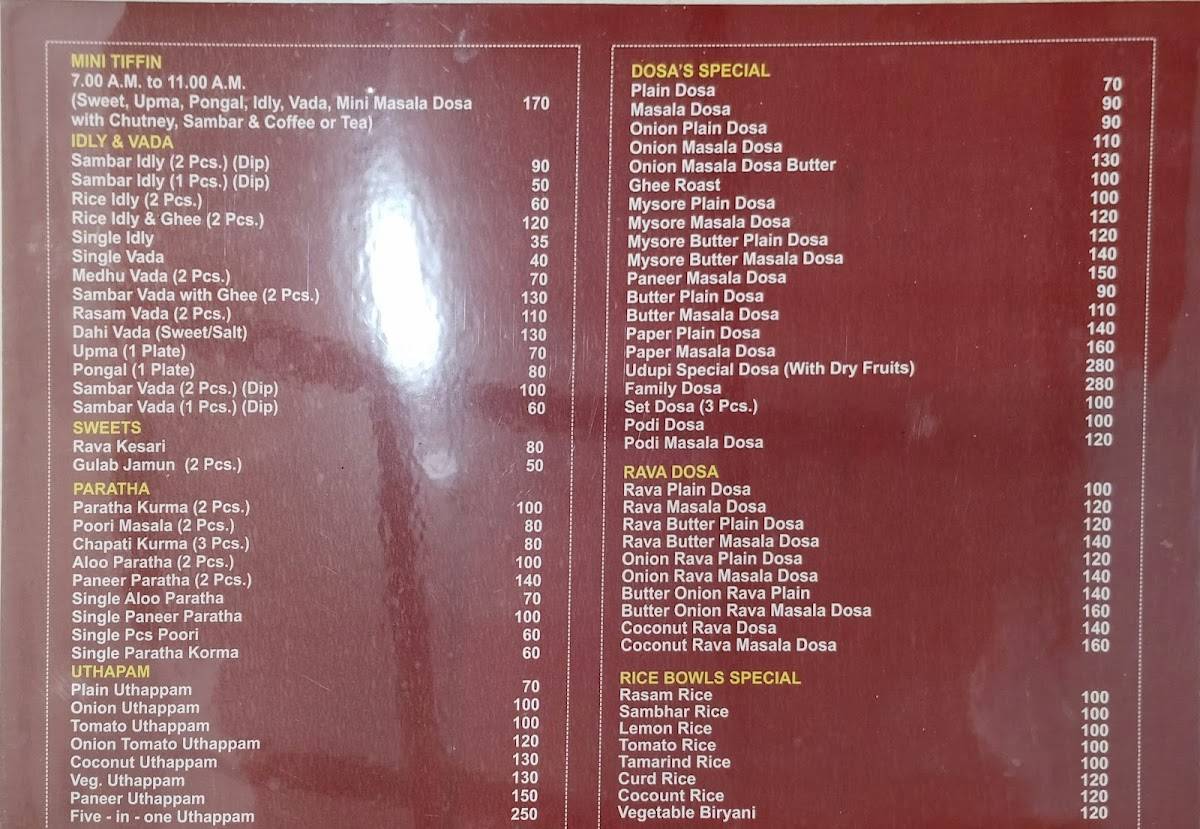 MINI TIFFIN
7.00 A.M. to 11.00 A.M.
(Sweet, Upma, Pongal, Idly, Vada, Mini Masala Dosa 170
with Chutney, Sambar & Coffee or Tea)
IDLY & VADA
Sambar Idly (2 Pcs.) (Dip) 90
Sambar Idly (1 Pcs.) (Dip) 50
Rice Idly (2 Pcs.) 60
Rice Idly & Ghee (2 Pcs.) 120
Single Idly 35
Single Vada 40
Medhu Vada (2 Pcs.) 70
Sambar Vada with Ghee (2 Pcs.) 130
Rasam Vada (2 Pcs.) 110
Dahi Vada (Sweet/Salt) 130
Upma (1 Plate) 70
Pongal (1 Plate) 80
Sambar Vada (2 Pcs.) (Dip) 100
Sambar Vada (1 Pcs.) (Dip) 60
SWEETS
Rava Kesari 80
Gulab Jamun (2 Pcs.) 50
PARATHA
Paratha Kurma (2 Pcs.) 100
Poori Masala (2 Pcs.) 80
Chapati Kurma (3 Pcs.) 80
Aloo Paratha (2 Pcs.) 100
Paneer Paratha (2 Pcs.) 140
Single Aloo Paratha 70
Single Paneer Paratha 100
Single Pcs Poori 60
Single Paratha Korma 60
UTHAPAM
Plain Uthappam 70
Onion Uthappam 100
Tomato Uthappam 100
Onion Tomato Uthappam 120
Coconut Uthappam 130
Veg. Uthappam 130
Paneer Uthappam 150
Five - in - one Uthappam 250
DOSA'S SPECIAL
Plain Dosa 70
Masala Dosa 90
Onion Plain Dosa 90
Onion Masala Dosa 110
Onion Masala Dosa Butter 130
Ghee Roast 100
Mysore Plain Dosa 100
Mysore Masala Dosa 120
Mysore Butter Plain Dosa 120
Mysore Butter Masala Dosa 140
Paneer Masala Dosa 150
Butter Plain Dosa 90
Butter Masala Dosa 110
Paper Plain Dosa 140
Paper Masala Dosa 160
Udupi Special Dosa (With Dry Fruits) 280
Family Dosa 280
Set Dosa (3 Pcs.) 100
Podi Dosa 100
Podi Masala Dosa 120
RAVA DOSA
Rava Plain Dosa 100
Rava Masala Dosa 120
Rava Butter Plain Dosa 120
Rava Butter Masala Dosa 140
Onion Rava Plain Dosa 120
Onion Rava Masala Dosa 140
Butter Onion Rava Plain 140
Butter Onion Rava Masala Dosa 160
Coconut Rava Dosa 140
Coconut Rava Masala Dosa 160
RICE BOWLS SPECIAL
Rasam Rice 100
Sambhar Rice 100
Lemon Rice 100
Tomato Rice 100
Tamarind Rice 100
Curd Rice 120
Cocount Rice 120
Vegetable Biryani 120